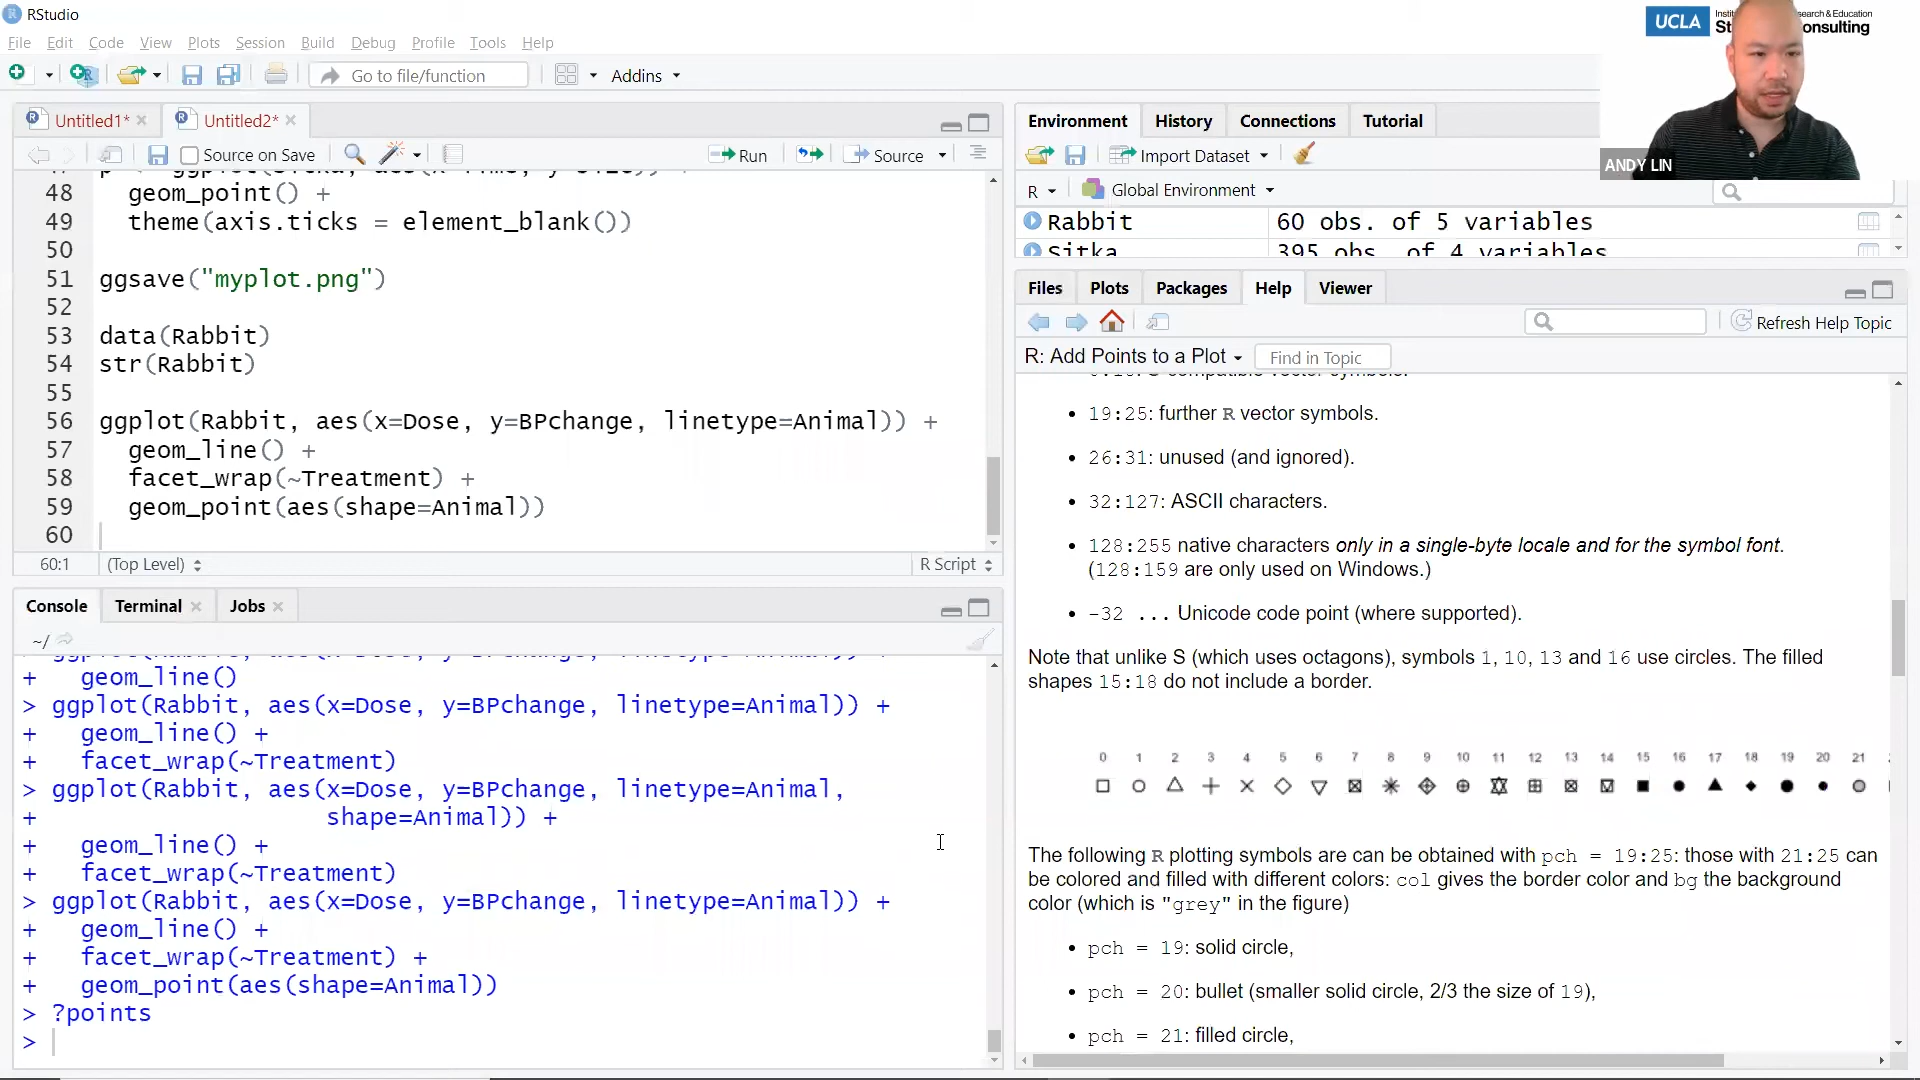 RStudio
File Edit Code View Plots Session Build Debug Profile Tools Help
Go to file/function
Addins
UCLA
ANDY LIN
Untitled1*
Untitled2*
Source on Save
Run
Source
48 geom_point() +
49 theme(axis.ticks = element_blank())
50
51 ggsave("myplot.png")
52
53 data(Rabbit)
54 str(Rabbit)
55
56 ggplot(Rabbit, aes(x=Dose, y=BPchange, linetype=Animal)) +
57 geom_line() +
58 facet_wrap(~Treatment) +
59 geom_point(aes(shape=Animal))
60
60:1 (Top Level) R Script
Console Terminal Jobs
~/
ggplot(Rabbit, aes(x=Dose, y=BPchange, linetype=Animal)) +
+ geom_line()
> ggplot(Rabbit, aes(x=Dose, y=BPchange, linetype=Animal)) +
+ geom_line() +
+ facet_wrap(~Treatment)
> ggplot(Rabbit, aes(x=Dose, y=BPchange, linetype=Animal,
+ shape=Animal)) +
+ geom_line() +
+ facet_wrap(~Treatment)
> ggplot(Rabbit, aes(x=Dose, y=BPchange, linetype=Animal)) +
+ geom_line() +
+ facet_wrap(~Treatment) +
+ geom_point(aes(shape=Animal))
> ?points
>
Environment History Connections Tutorial
Import Dataset
R Global Environment
Rabbit 60 obs. of 5 variables
Sitka 395 obs. of 4 variables
Files Plots Packages Help Viewer
Refresh Help Topic
R: Add Points to a Plot Find in Topic
• 19:25: further R vector symbols.
• 26:31: unused (and ignored).
• 32:127: ASCII characters.
• 128:255 native characters only in a single-byte locale and for the symbol font.
(128:159 are only used on Windows.)
• -32 ... Unicode code point (where supported).
Note that unlike S (which uses octagons), symbols 1, 10, 13 and 16 use circles. The filled
shapes 15:18 do not include a border.
0 1 2 3 4 5 6 7 8 9 10 11 12 13 14 15 16 17 18 19 20 21
The following R plotting symbols are can be obtained with pch = 19:25: those with 21:25 can
be colored and filled with different colors: col gives the border color and bg the background
color (which is "grey" in the figure)
• pch = 19: solid circle,
• pch = 20: bullet (smaller solid circle, 2/3 the size of 19),
• pch = 21: filled circle,